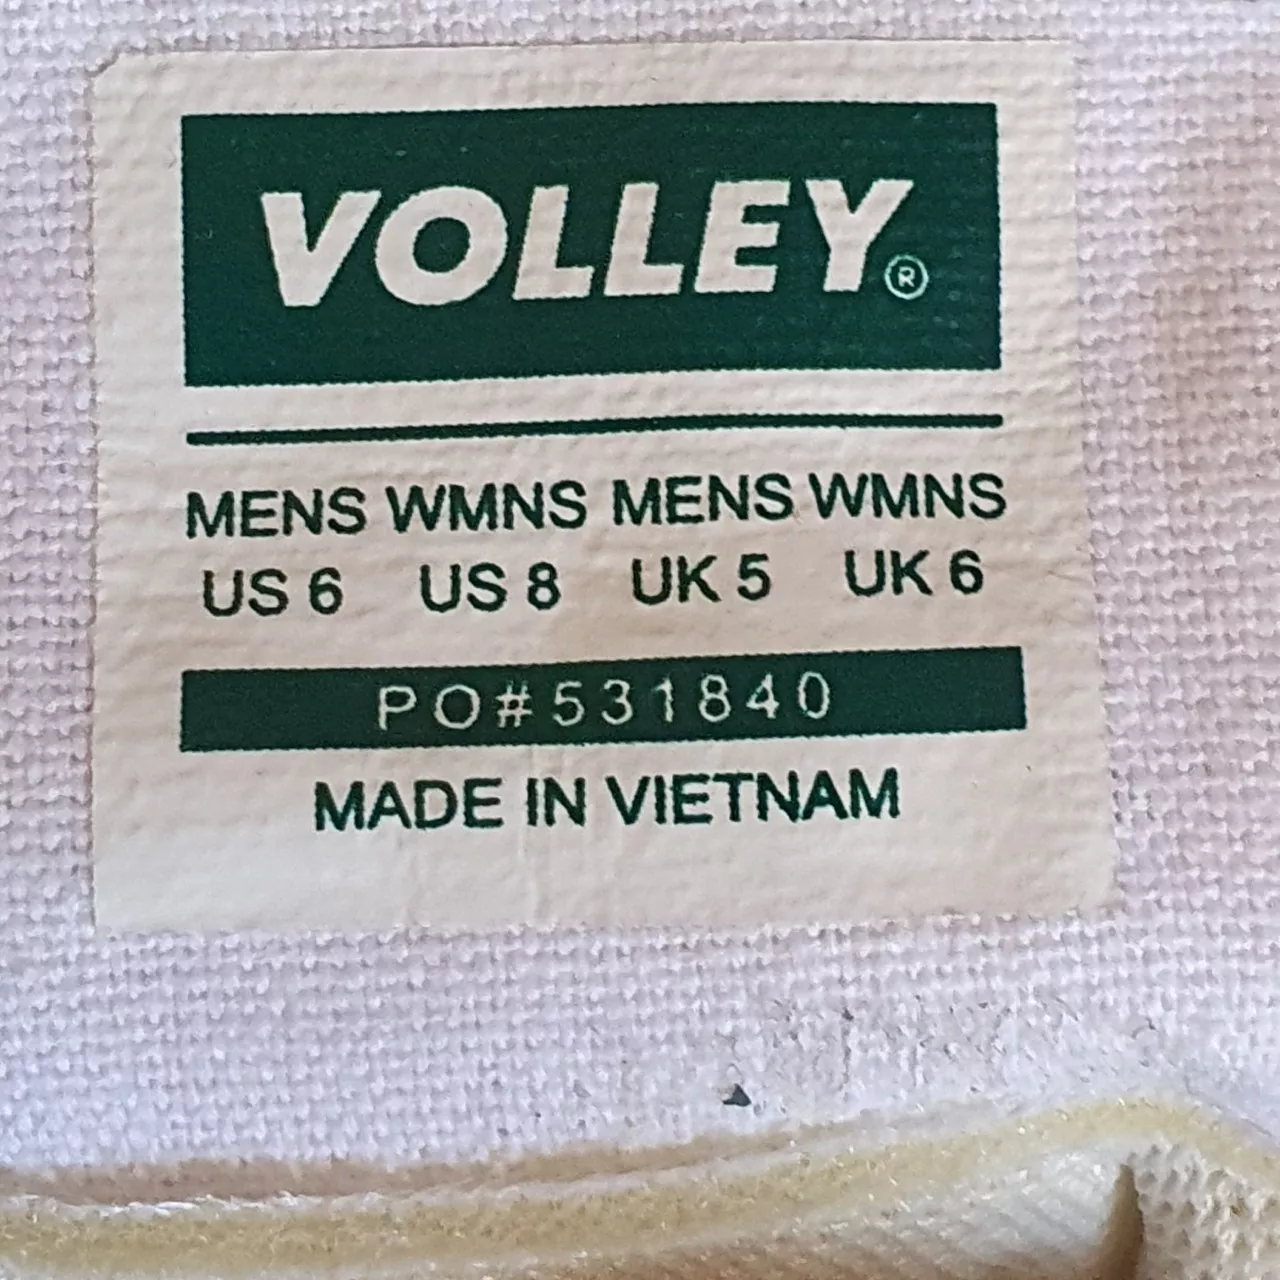 VOLLEY®
MENS WMNS MENS WMNS
US 6 US 8 UK 5 UK 6
PO#531840
MADE IN VIETNAM